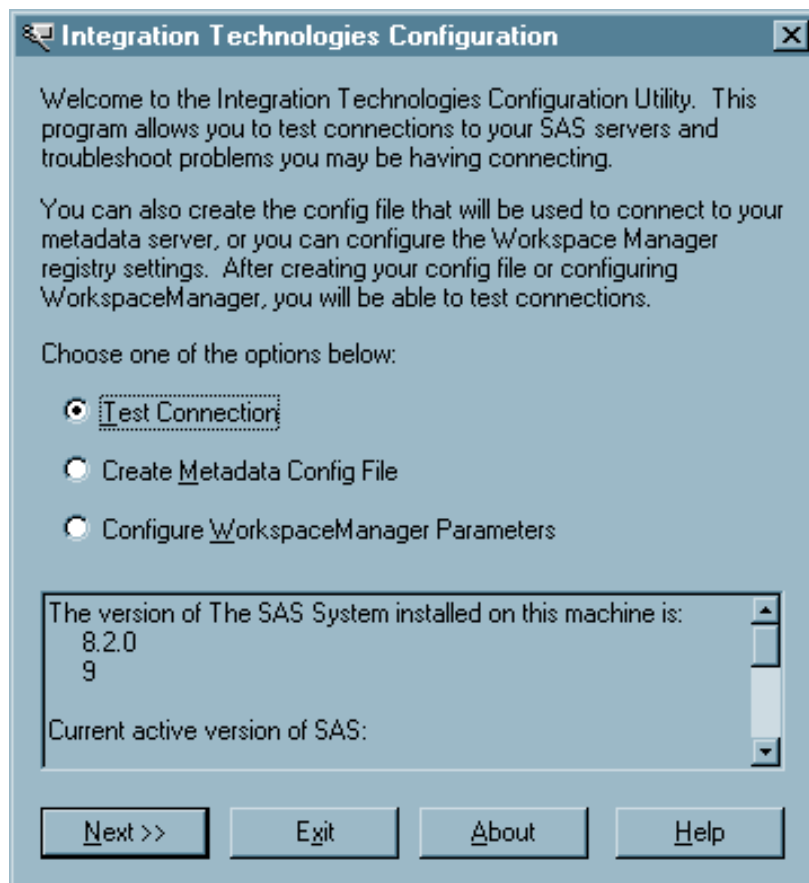 Integration Technologies Configuration
Welcome to the Integration Technologies Configuration Utility.  This
program allows you to test connections to your SAS servers and
troubleshoot problems you may be having connecting.
You can also create the config file that will be used to connect to your
metadata server, or you can configure the Workspace Manager
registry settings.  After creating your config file or configuring
WorkspaceManager, you will be able to test connections.
Choose one of the options below:
Test Connection
Create Metadata Config File
Configure WorkspaceManager Parameters
The version of The SAS System installed on this machine is:
8.2.0
9
Current active version of SAS:
Next >> Exit About Help